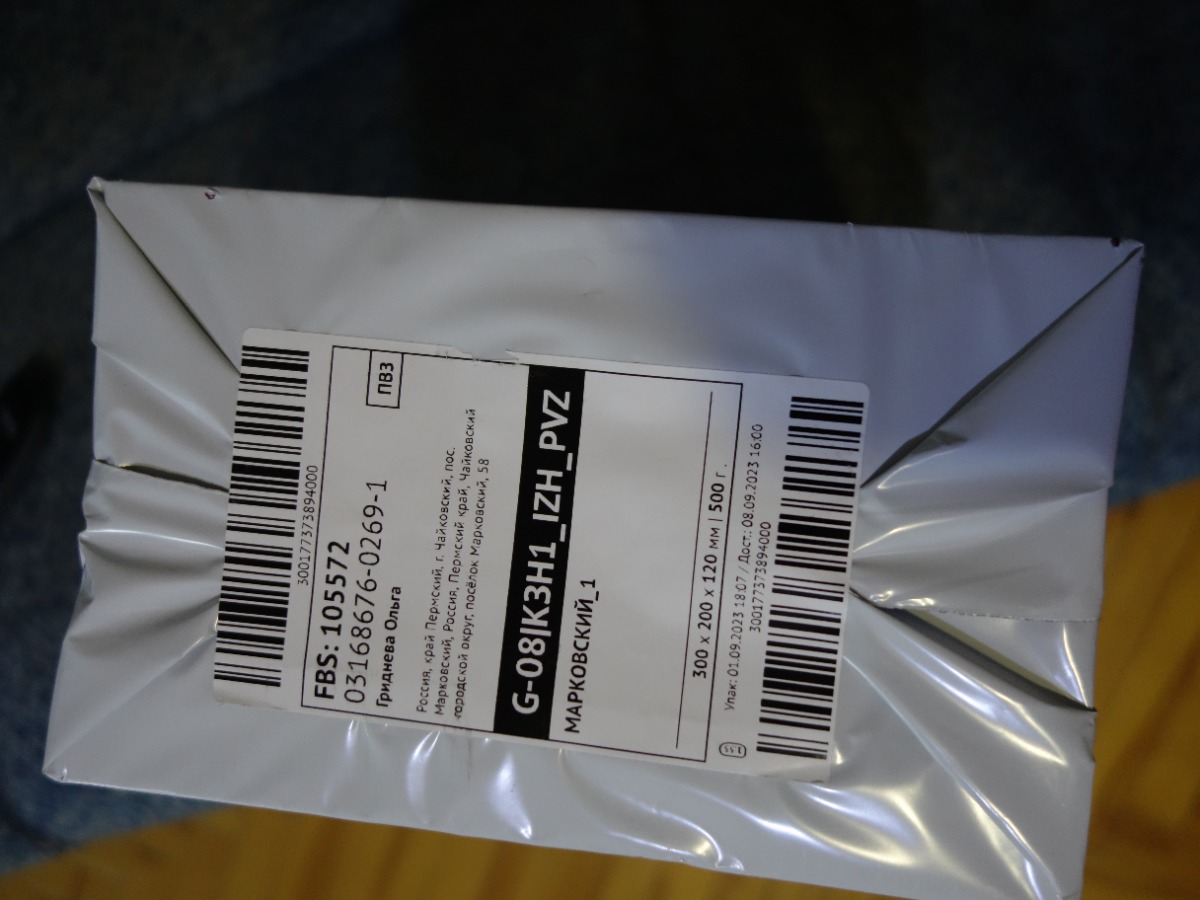 300177373894000
FBS: 105572
03168676-0269-1
ПВЗ
Гриднева Ольга
Россия, край Пермский, г. Чайковский, пос.
Марковский, Россия, Пермский край, Чайковский
городской округ, посёлок Марковский, 58
G-08|K3H1_IZH_PVZ
МАРКОВСКИЙ_1
300 x 200 x 120 мм | 500 г.
Упак: 01.09.2023 18:07 / Дост.: 08.09.2023 16:00
300177373894000